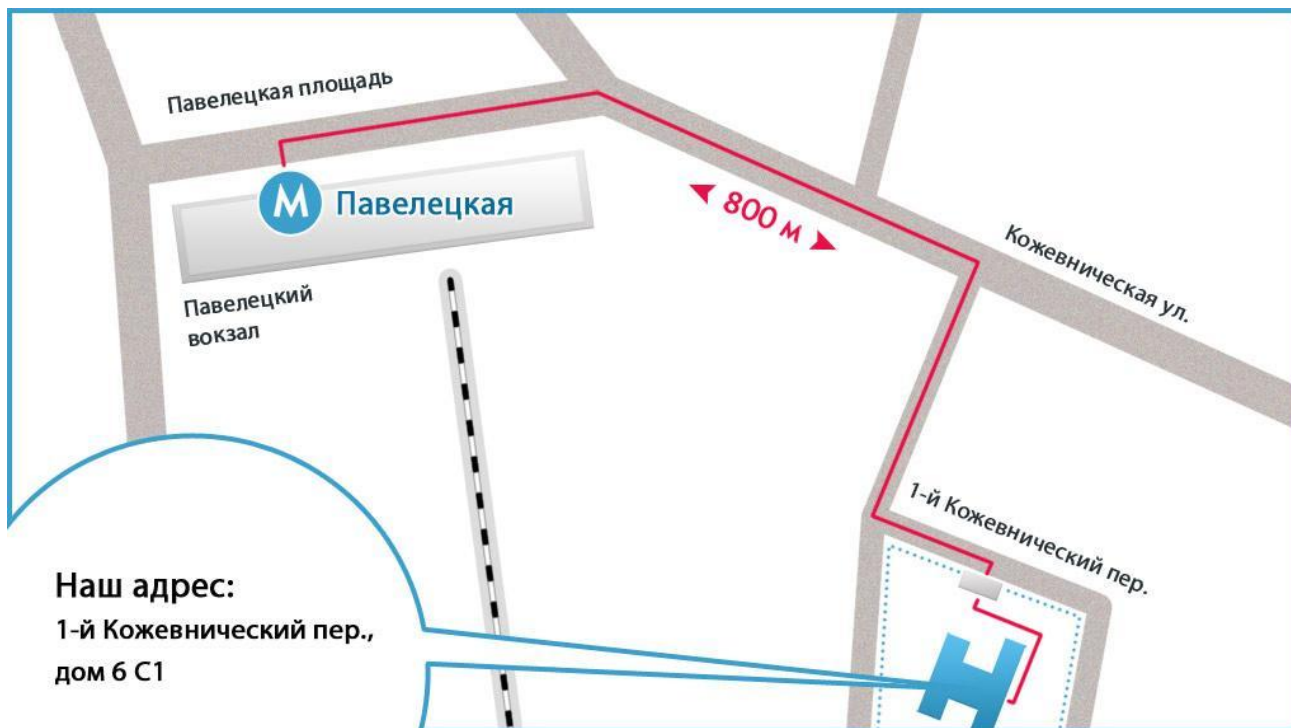 Павелецкая площадь
М Павелецкая
Павелецкий
вокзал
800 м
Кожевническая ул.
1-й Кожевнический пер.
Наш адрес:
1-й Кожевнический пер.,
дом 6 С1